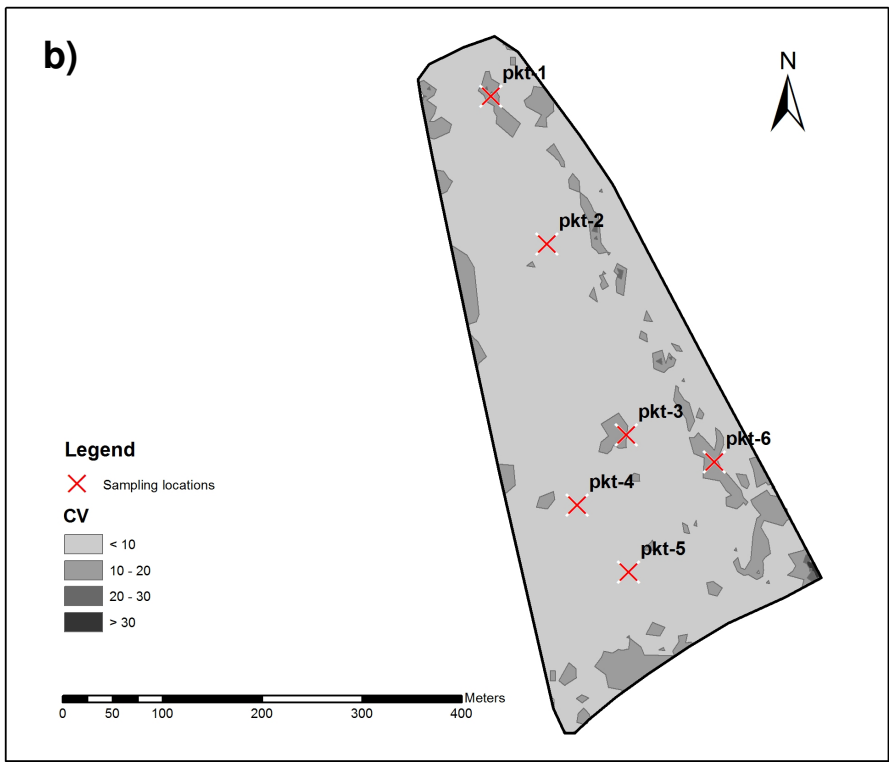 b)
N
pkt-1
pkt-2
pkt-3
pkt-6
pkt-4
pkt-5
Legend
Sampling locations
CV
< 10
10 - 20
20 - 30
> 30
Meters
0 50 100 200 300 400